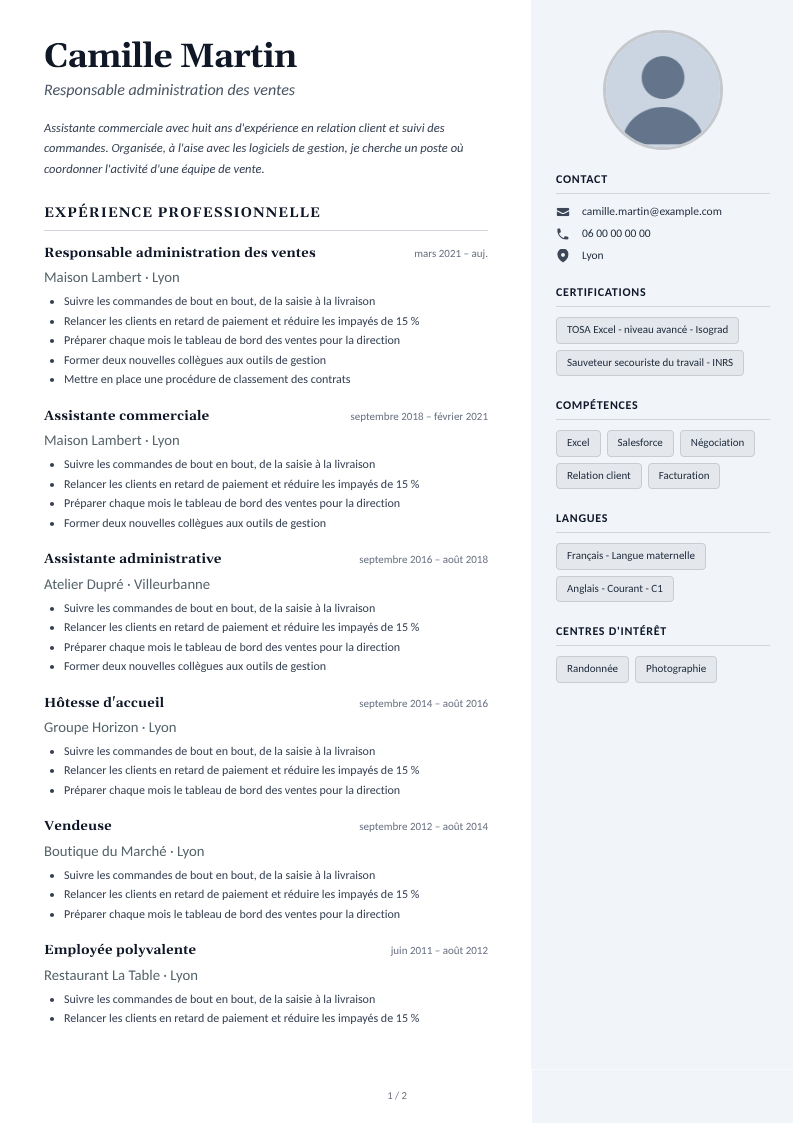 Camille Martin
Responsable administration des ventes
Assistante commerciale avec huit ans d'expérience en relation client et suivi des
commandes. Organisée, à l'aise avec les logiciels de gestion, je cherche un poste où
coordonner l'activité d'une équipe de vente.
EXPÉRIENCE PROFESSIONNELLE
Responsable administration des ventes mars 2021 – auj.
Maison Lambert · Lyon
• Suivre les commandes de bout en bout, de la saisie à la livraison
• Relancer les clients en retard de paiement et réduire les impayés de 15 %
• Préparer chaque mois le tableau de bord des ventes pour la direction
• Former deux nouvelles collègues aux outils de gestion
• Mettre en place une procédure de classement des contrats
Assistante commerciale septembre 2018 – février 2021
Maison Lambert · Lyon
• Suivre les commandes de bout en bout, de la saisie à la livraison
• Relancer les clients en retard de paiement et réduire les impayés de 15 %
• Préparer chaque mois le tableau de bord des ventes pour la direction
• Former deux nouvelles collègues aux outils de gestion
Assistante administrative septembre 2016 – août 2018
Atelier Dupré · Villeurbanne
• Suivre les commandes de bout en bout, de la saisie à la livraison
• Relancer les clients en retard de paiement et réduire les impayés de 15 %
• Préparer chaque mois le tableau de bord des ventes pour la direction
• Former deux nouvelles collègues aux outils de gestion
Hôtesse d'accueil septembre 2014 – août 2016
Groupe Horizon · Lyon
• Suivre les commandes de bout en bout, de la saisie à la livraison
• Relancer les clients en retard de paiement et réduire les impayés de 15 %
• Préparer chaque mois le tableau de bord des ventes pour la direction
Vendeuse septembre 2012 – août 2014
Boutique du Marché · Lyon
• Suivre les commandes de bout en bout, de la saisie à la livraison
• Relancer les clients en retard de paiement et réduire les impayés de 15 %
• Préparer chaque mois le tableau de bord des ventes pour la direction
Employée polyvalente juin 2011 – août 2012
Restaurant La Table · Lyon
• Suivre les commandes de bout en bout, de la saisie à la livraison
• Relancer les clients en retard de paiement et réduire les impayés de 15 %
CONTACT
camille.martin@example.com
06 00 00 00 00
Lyon
CERTIFICATIONS
TOSA Excel - niveau avancé - Isograd
Sauveteur secouriste du travail - INRS
COMPÉTENCES
Excel Salesforce Négociation
Relation client Facturation
LANGUES
Français - Langue maternelle
Anglais - Courant - C1
CENTRES D'INTÉRÊT
Randonnée Photographie
1 / 2